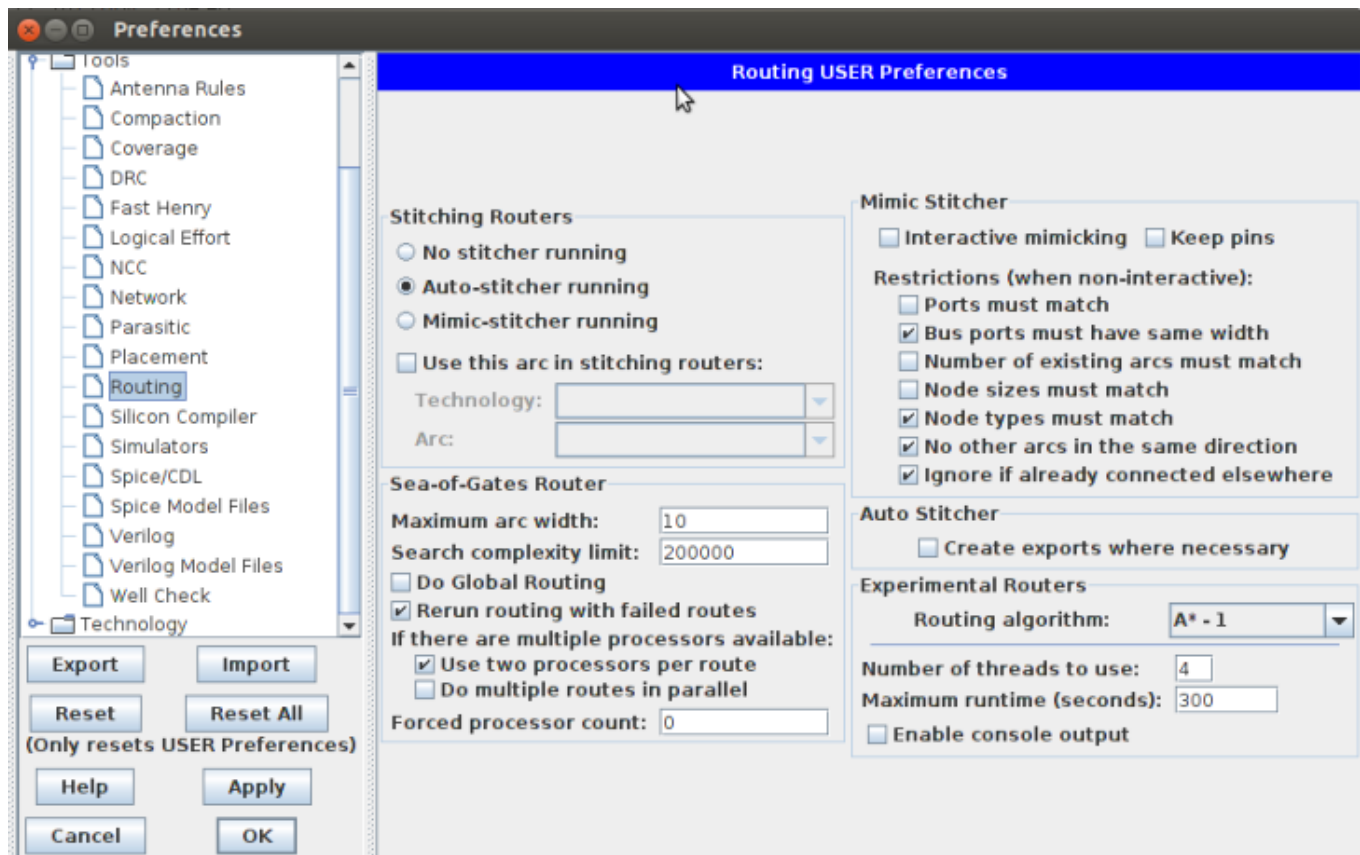 Preferences
Tools
Antenna Rules
Compaction
Coverage
DRC
Fast Henry
Logical Effort
NCC
Network
Parasitic
Placement
Routing
Silicon Compiler
Simulators
Spice/CDL
Spice Model Files
Verilog
Verilog Model Files
Well Check
Technology
Export Import
Reset Reset All
(Only resets USER Preferences)
Help Apply
Cancel OK
Routing USER Preferences
Stitching Routers
No stitcher running
Auto-stitcher running
Mimic-stitcher running
Use this arc in stitching routers:
Technology:
Arc:
Sea-of-Gates Router
Maximum arc width: 10
Search complexity limit: 200000
Do Global Routing
Rerun routing with failed routes
If there are multiple processors available:
Use two processors per route
Do multiple routes in parallel
Forced processor count: 0
Mimic Stitcher
Interactive mimicking Keep pins
Restrictions (when non-interactive):
Ports must match
Bus ports must have same width
Number of existing arcs must match
Node sizes must match
Node types must match
No other arcs in the same direction
Ignore if already connected elsewhere
Auto Stitcher
Create exports where necessary
Experimental Routers
Routing algorithm: A* - 1
Number of threads to use: 4
Maximum runtime (seconds): 300
Enable console output